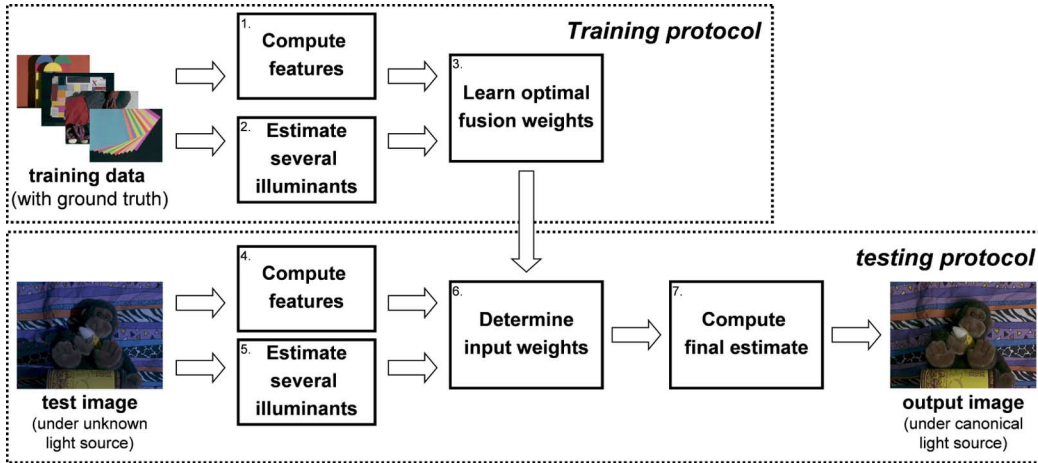 Training protocol
1.
Compute
features
2.
Estimate
several
illuminants
3.
Learn optimal
fusion weights
training data
(with ground truth)
testing protocol
4.
Compute
features
5.
Estimate
several
illuminants
6.
Determine
input weights
7.
Compute
final estimate
test image
(under unknown
light source)
output image
(under canonical
light source)